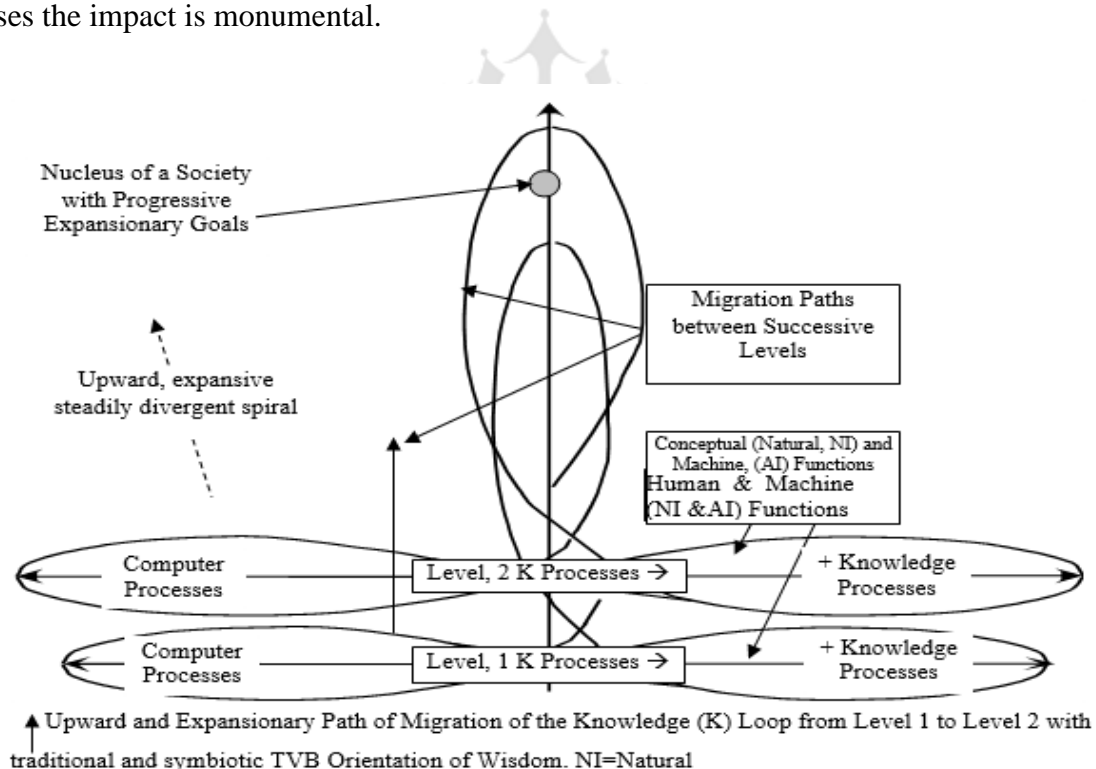 ses the impact is monumental.
Nucleus of a Society
with Progressive
Expansionary Goals
Migration Paths
between Successive
Levels
Upward, expansive
steadily divergent spiral
Conceptual (Natural, NI) and
Machine, (AI) Functions
Human & Machine
(NI &AI) Functions
Computer
Processes
Level, 2 K Processes →
+ Knowledge
Processes
Computer
Processes
Level, 1 K Processes →
+ Knowledge
Processes
Upward and Expansionary Path of Migration of the Knowledge (K) Loop from Level 1 to Level 2 with
traditional and symbiotic TVB Orientation of Wisdom. NI=Natural